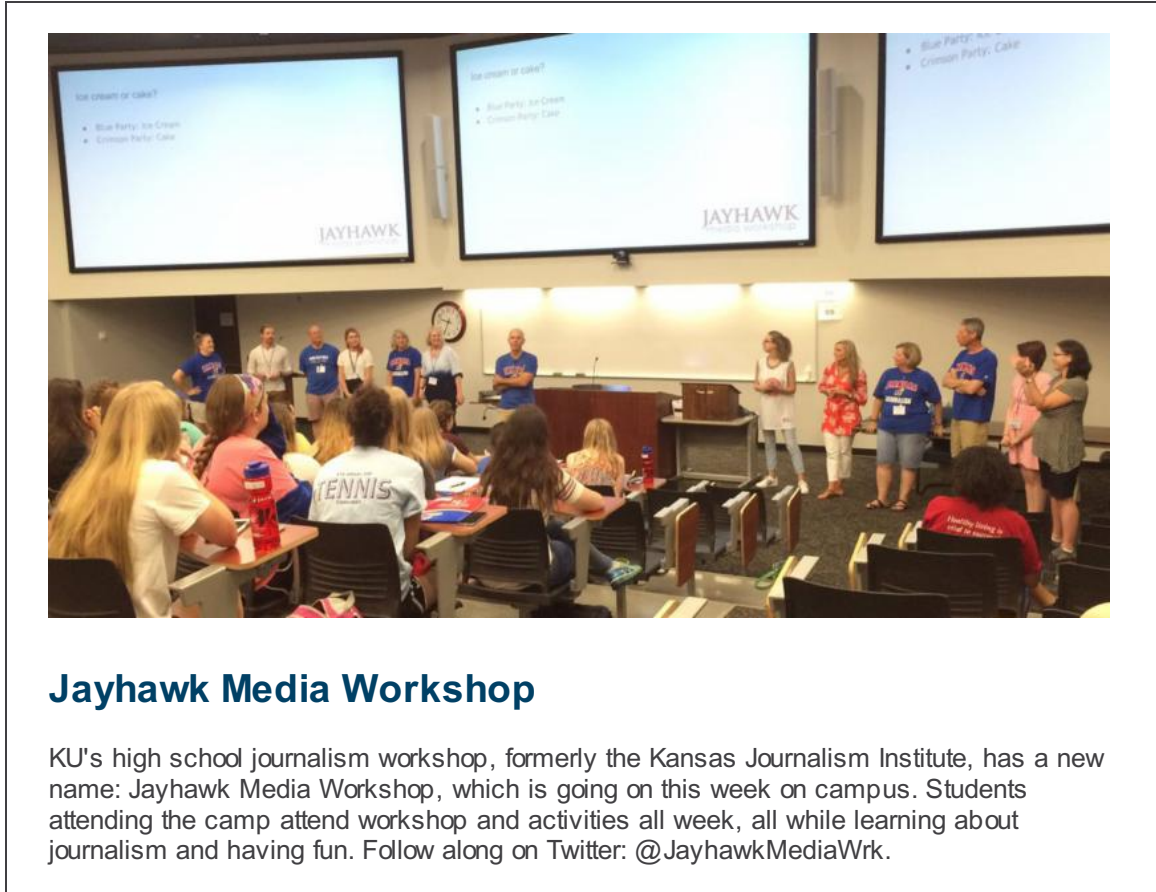 Ice cream or cake?
• Blue Party: Ice Cream
• Crimson Party: Cake
JAYHAWK
media workshop
Ice cream or cake?
• Blue Party: Ice Cream
• Crimson Party: Cake
JAYHAWK
media workshop
• Blue Party: Ice
• Crimson Party: Cake
TENNIS
Healthy living is
Jayhawk Media Workshop
KU's high school journalism workshop, formerly the Kansas Journalism Institute, has a new
name: Jayhawk Media Workshop, which is going on this week on campus. Students
attending the camp attend workshop and activities all week, all while learning about
journalism and having fun. Follow along on Twitter: @JayhawkMediaWrk.